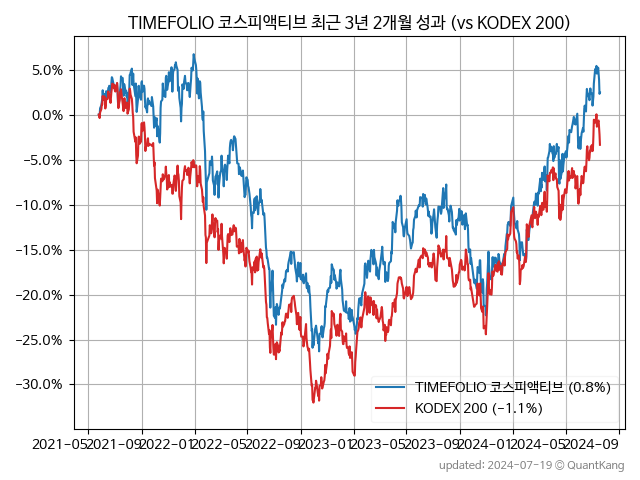 TIMEFOLIO 코스피액티브 최근 3년 2개월 성과 (vs KODEX 200)
5.0%
0.0%
−5.0%
−10.0%
−15.0%
−20.0%
−25.0%
−30.0%
TIMEFOLIO 코스피액티브 (0.8%)
KODEX 200 (−1.1%)
2021-05 2021-09 2022-01 2022-05 2022-09 2023-01 2023-05 2023-09 2024-01 2024-05 2024-09
updated: 2024-07-19 © QuantKang